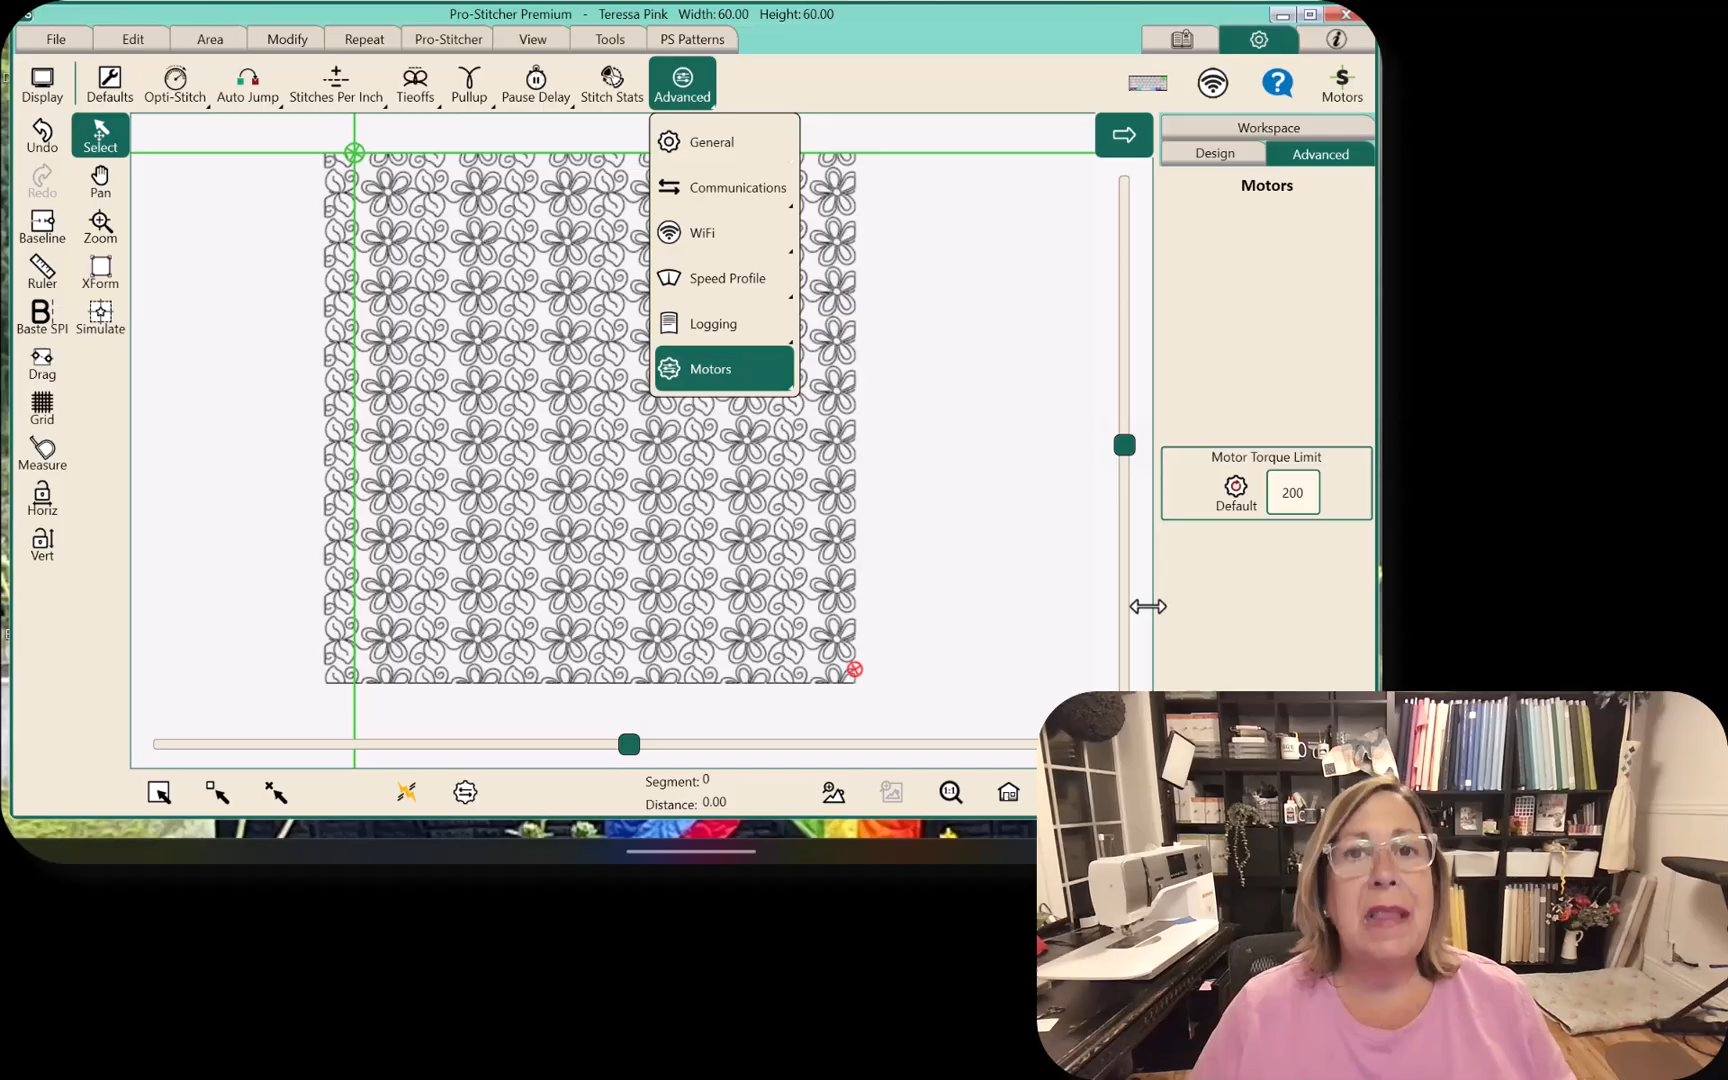 Pro-Stitcher Premium - Teressa Pink Width: 60.00 Height: 60.00
File Edit Area Modify Repeat Pro-Stitcher View Tools PS Patterns
Display Defaults Opti-Stitch Auto Jump Stitches Per Inch Tieoffs Pullup Pause Delay Stitch Stats Advanced Motors
Undo Select
Redo Pan
Baseline Zoom
Ruler XForm
Baste SPI Simulate
Drag
Grid
Measure
Horiz
Vert
General
Communications
WiFi
Speed Profile
Logging
Motors
Workspace
Design Advanced
Motors
Motor Torque Limit
Default 200
Segment: 0
Distance: 0.00
1:1